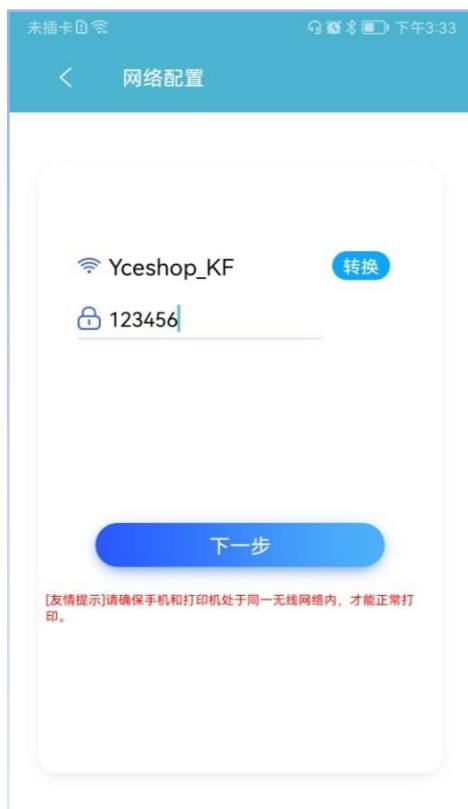 未插卡 下午3:33
网络配置
Yceshop_KF 转换
123456
下一步
[友情提示]请确保手机和打印机处于同一无线网络内，才能正常打
印。